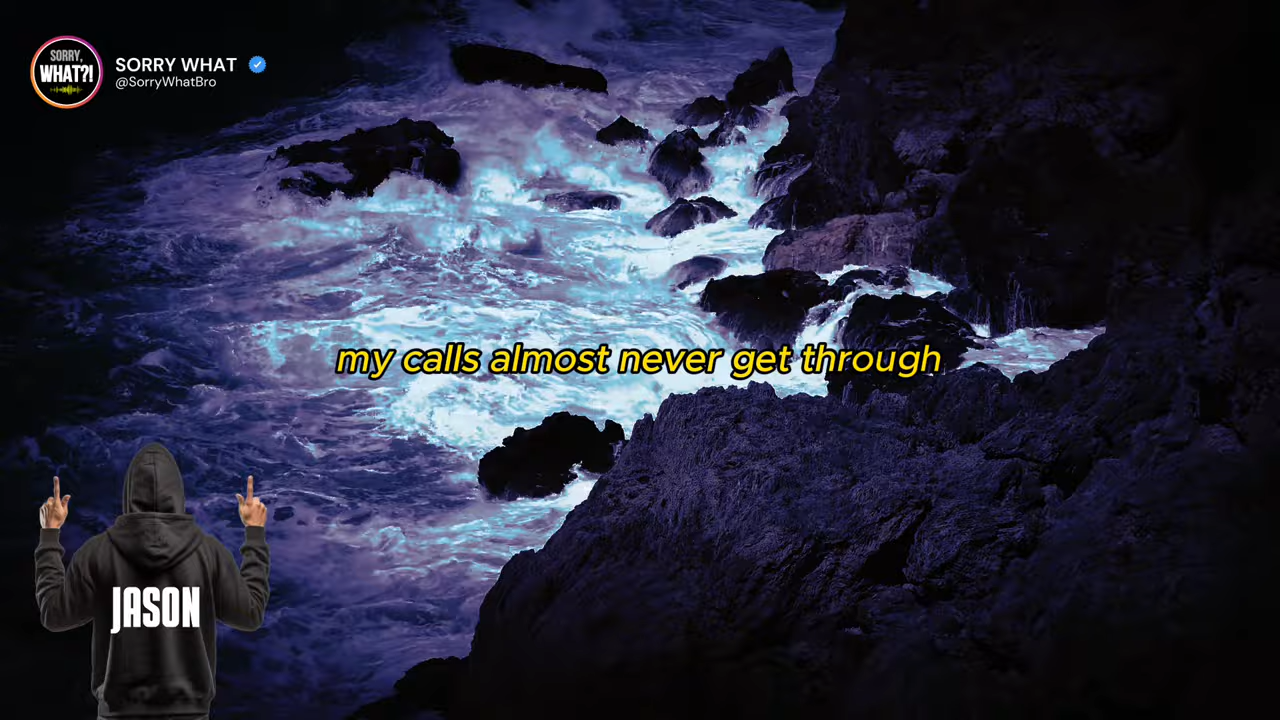 SORRY,
WHAT?!
SORRY WHAT
@SorryWhatBro
my calls almost never get through
JASON